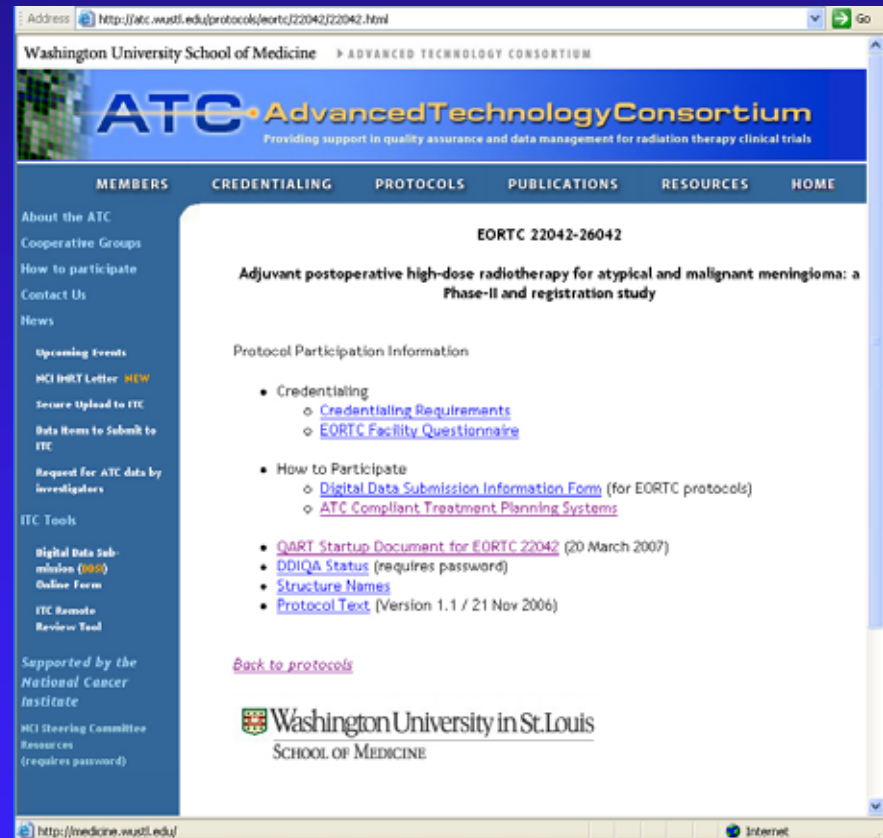 Address http://atc.wustl.edu/protocols/eortc/22042/22042.html Go
Washington University School of Medicine ADVANCED TECHNOLOGY CONSORTIUM
ATC AdvancedTechnologyConsortium
Providing support in quality assurance and data management for radiation therapy clinical trials
MEMBERS CREDENTIALING PROTOCOLS PUBLICATIONS RESOURCES HOME
About the ATC
Cooperative Groups
How to participate
Contact Us
News
Upcoming Events
NCI IMRT Letter NEW
Secure Upload to ITC
Data Items to Submit to
ITC
Request for ATC data by
investigators
ITC Tools
Digital Data Sub-
mission (DDSI)
Online Form
ITC Remote
Review Tool
Supported by the
National Cancer
Institute
NCI Steering Committee
Resources
(requires password)
EORTC 22042-26042
Adjuvant postoperative high-dose radiotherapy for atypical and malignant meningioma: a
Phase-II and registration study
Protocol Participation Information
Credentialing
Credentialing Requirements
EORTC Facility Questionnaire
How to Participate
Digital Data Submission Information Form (for EORTC protocols)
ATC Compliant Treatment Planning Systems
QART Startup Document for EORTC 22042 (20 March 2007)
DDIQA Status (requires password)
Structure Names
Protocol Text (Version 1.1 / 21 Nov 2006)
Back to protocols
Washington University in St.Louis
SCHOOL OF MEDICINE
http://medicine.wustl.edu/ Internet